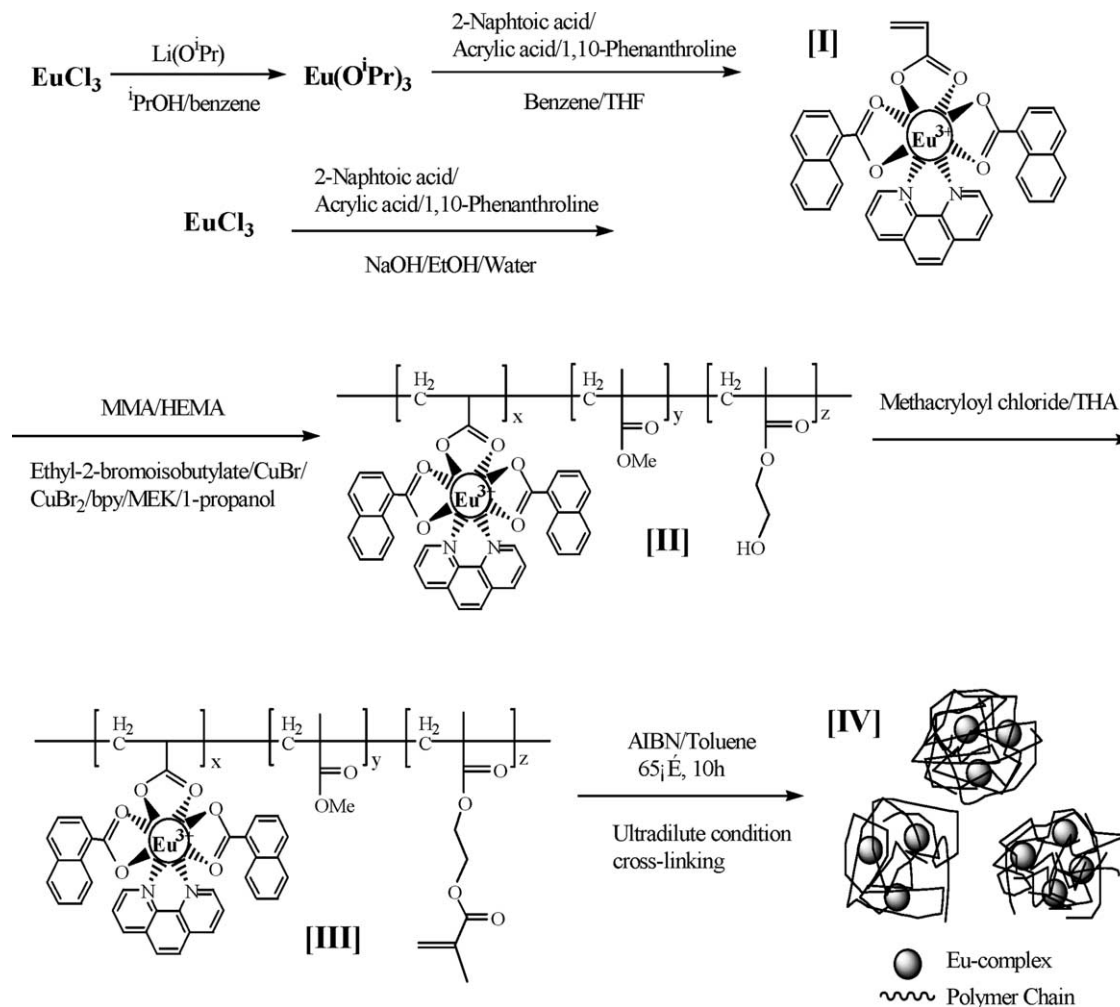 EuCl3
Li(OiPr)
iPrOH/benzene
Eu(OiPr)3
2-Naphtoic acid/
Acrylic acid/1,10-Phenanthroline
Benzene/THF
[I]
O O
O O
Eu3+
O O
N N
EuCl3
2-Naphtoic acid/
Acrylic acid/1,10-Phenanthroline
NaOH/EtOH/Water
MMA/HEMA
Ethyl-2-bromoisobutylate/CuBr/
CuBr2/bpy/MEK/1-propanol
H2 H2 H2
C C C
x y z
O O O O
O O OMe O
Eu3+
O O
N N
HO
[II]
Methacryloyl chloride/THA
H2 H2 H2
C C C
x y z
O O O O
O O OMe O
Eu3+
O O
N N
O
O
[III]
AIBN/Toluene
65¡É, 10h
Ultradilute condition
cross-linking
[IV]
Eu-complex
Polymer Chain